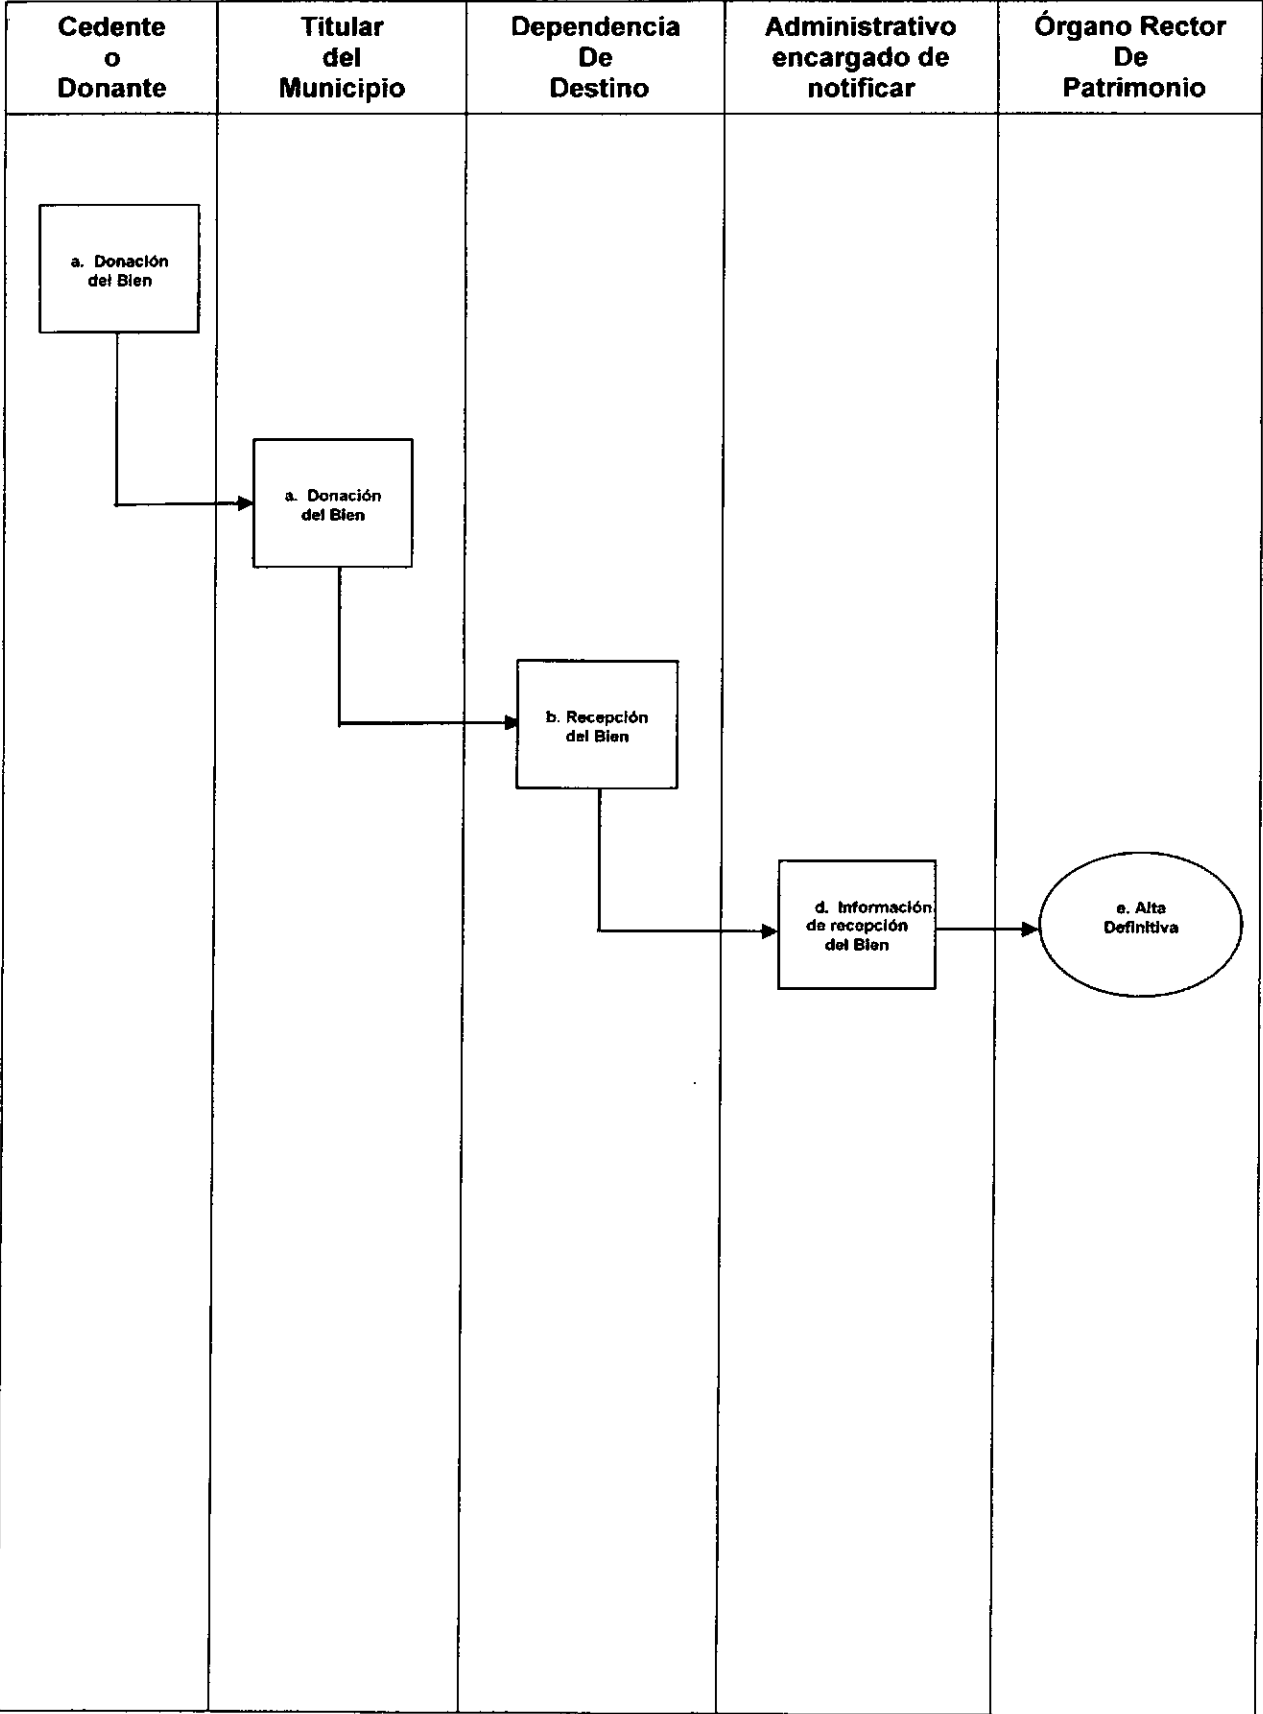 Cedente
o
Donante
Titular
del
Municipio
Dependencia
De
Destino
Administrativo
encargado de
notificar
Órgano Rector
De
Patrimonio
a. Donación
del Bien
a. Donación
del Bien
b. Recepción
del Bien
d. Información
de recepción
del Bien
e. Alta
Definitiva